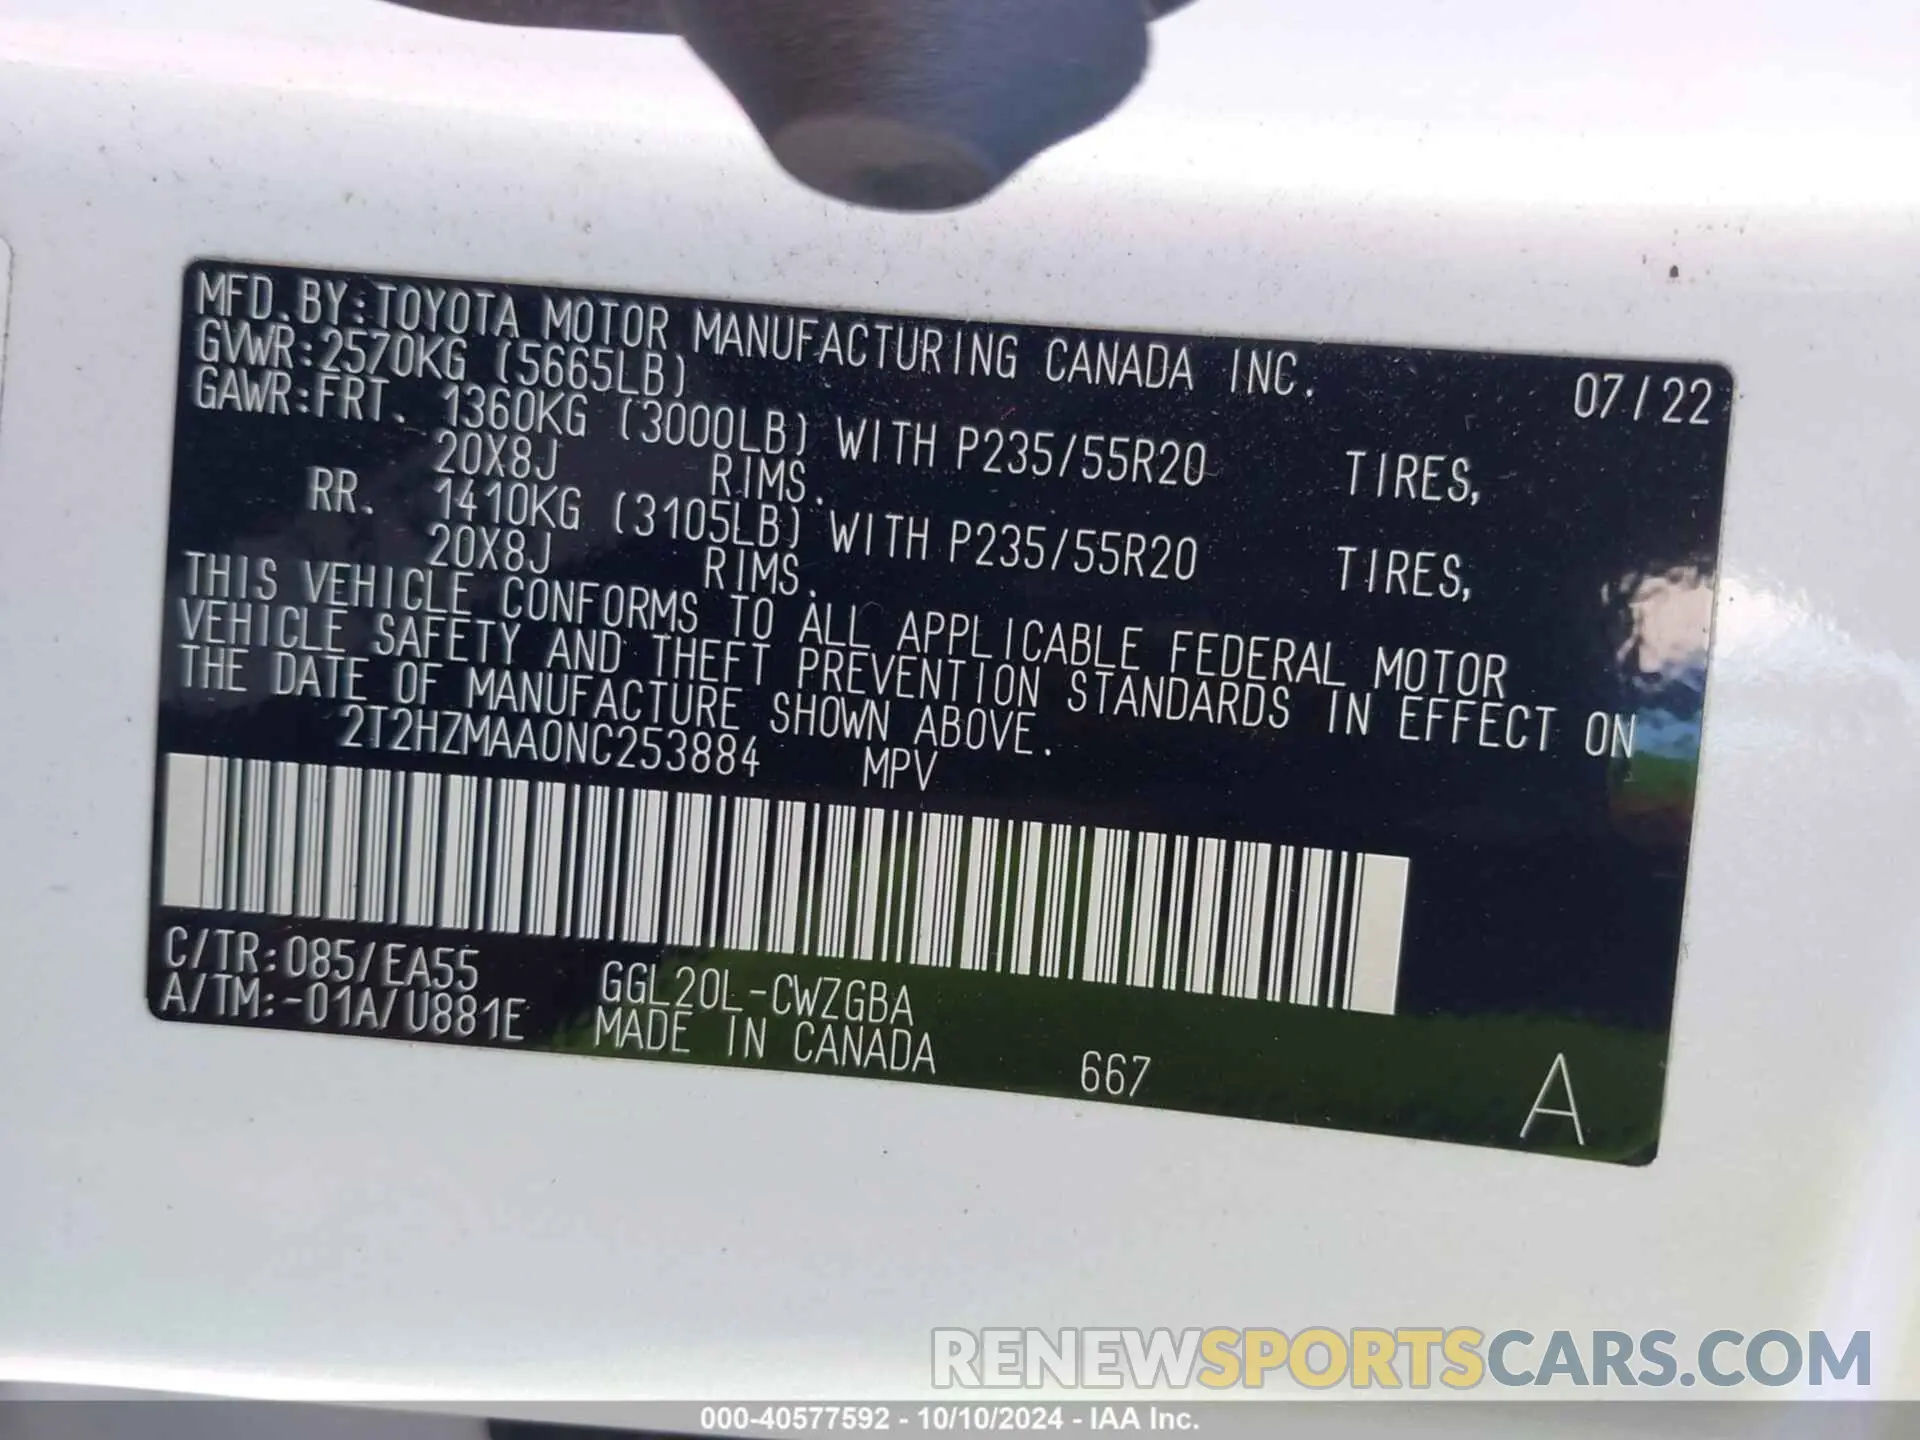 MFD. BY: TOYOTA MOTOR MANUFACTURING CANADA INC. 07/22
GVWR: 2570KG (5665LB)
GAWR: FRT. 1360KG (3000LB) WITH P235/55R20 TIRES,
20X8J RIMS.
RR. 1410KG (3105LB) WITH P235/55R20 TIRES,
20X8J RIMS.
THIS VEHICLE CONFORMS TO ALL APPLICABLE FEDERAL MOTOR
VEHICLE SAFETY AND THEFT PREVENTION STANDARDS IN EFFECT ON
THE DATE OF MANUFACTURE SHOWN ABOVE.
2T2HZMAA0NC253884 MPV
C/TR: 085/EA55 GGL20L-CWZGBA
A/TM: -01A/U881E MADE IN CANADA 667 A
RENEWSPORTSCARS.COM
000-40577592 - 10/10/2024 - IAA Inc.